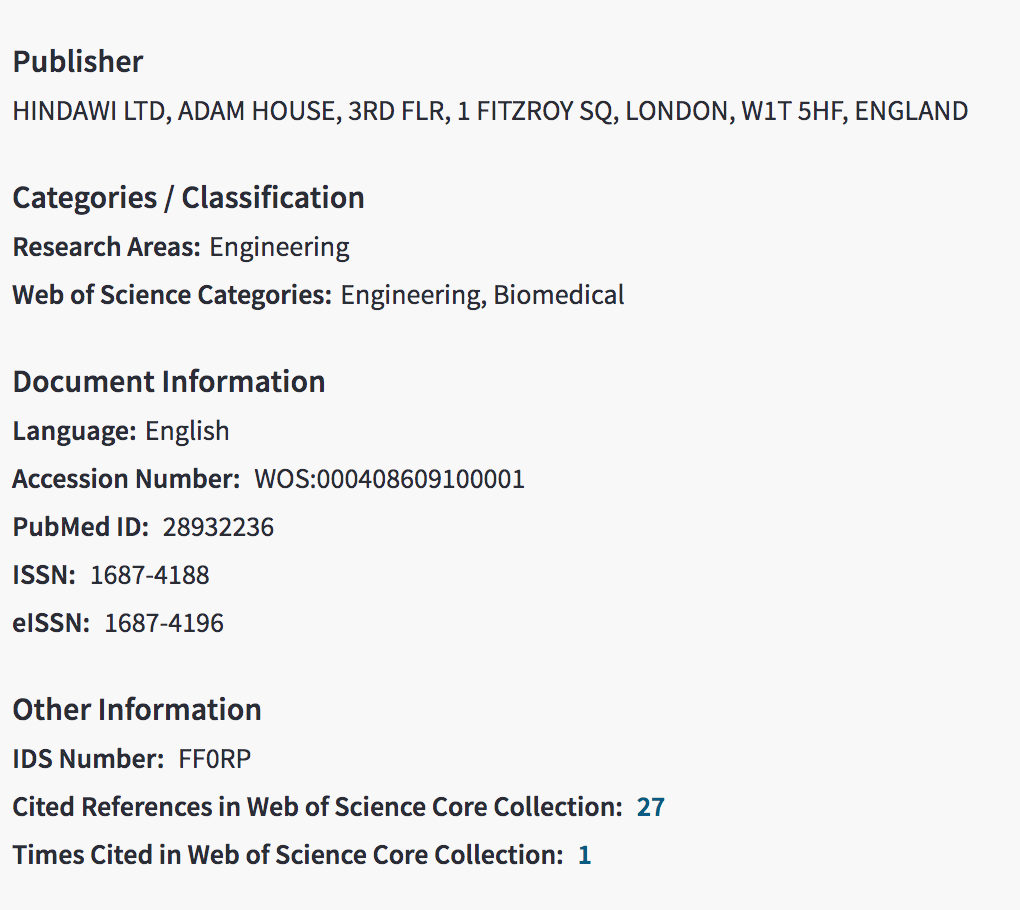 Publisher
HINDAWI LTD, ADAM HOUSE, 3RD FLR, 1 FITZROY SQ, LONDON, W1T 5HF, ENGLAND
Categories / Classification
Research Areas: Engineering
Web of Science Categories: Engineering, Biomedical
Document Information
Language: English
Accession Number: WOS:000408609100001
PubMed ID: 28932236
ISSN: 1687-4188
eISSN: 1687-4196
Other Information
IDS Number: FF0RP
Cited References in Web of Science Core Collection: 27
Times Cited in Web of Science Core Collection: 1